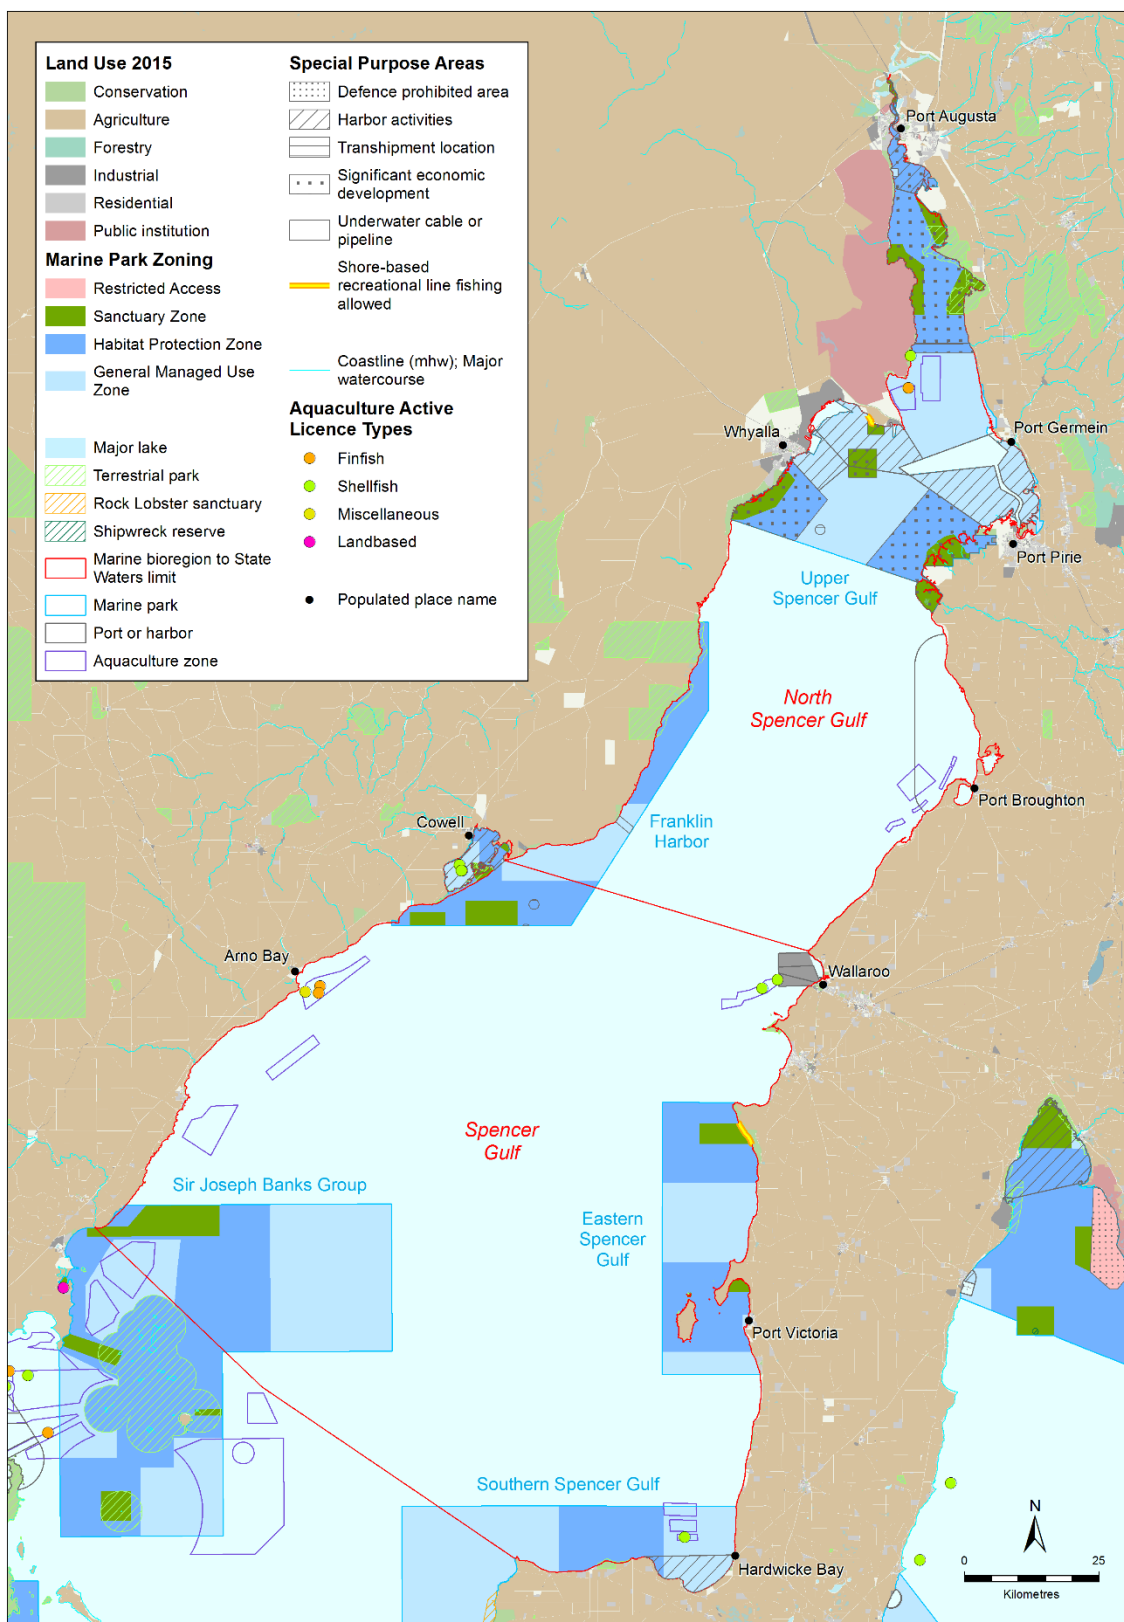 Land Use 2015
Conservation
Agriculture
Forestry
Industrial
Residential
Public institution
Marine Park Zoning
Restricted Access
Sanctuary Zone
Habitat Protection Zone
General Managed Use
Zone
Major lake
Terrestrial park
Rock Lobster sanctuary
Shipwreck reserve
Marine bioregion to State
Waters limit
Marine park
Port or harbor
Aquaculture zone
Special Purpose Areas
Defence prohibited area
Harbor activities
Transhipment location
Significant economic
development
Underwater cable or
pipeline
Shore-based
recreational line fishing
allowed
Coastline (mhw); Major
watercourse
Aquaculture Active
Licence Types
Finfish
Shellfish
Miscellaneous
Landbased
Populated place name
Port Augusta
Whyalla
Port Germein
Port Pirie
Upper
Spencer Gulf
North
Spencer Gulf
Port Broughton
Franklin
Harbor
Cowell
Arno Bay
Wallaroo
Spencer
Gulf
Sir Joseph Banks Group
Eastern
Spencer
Gulf
Port Victoria
Southern Spencer Gulf
Hardwicke Bay
N
0 25
Kilometres